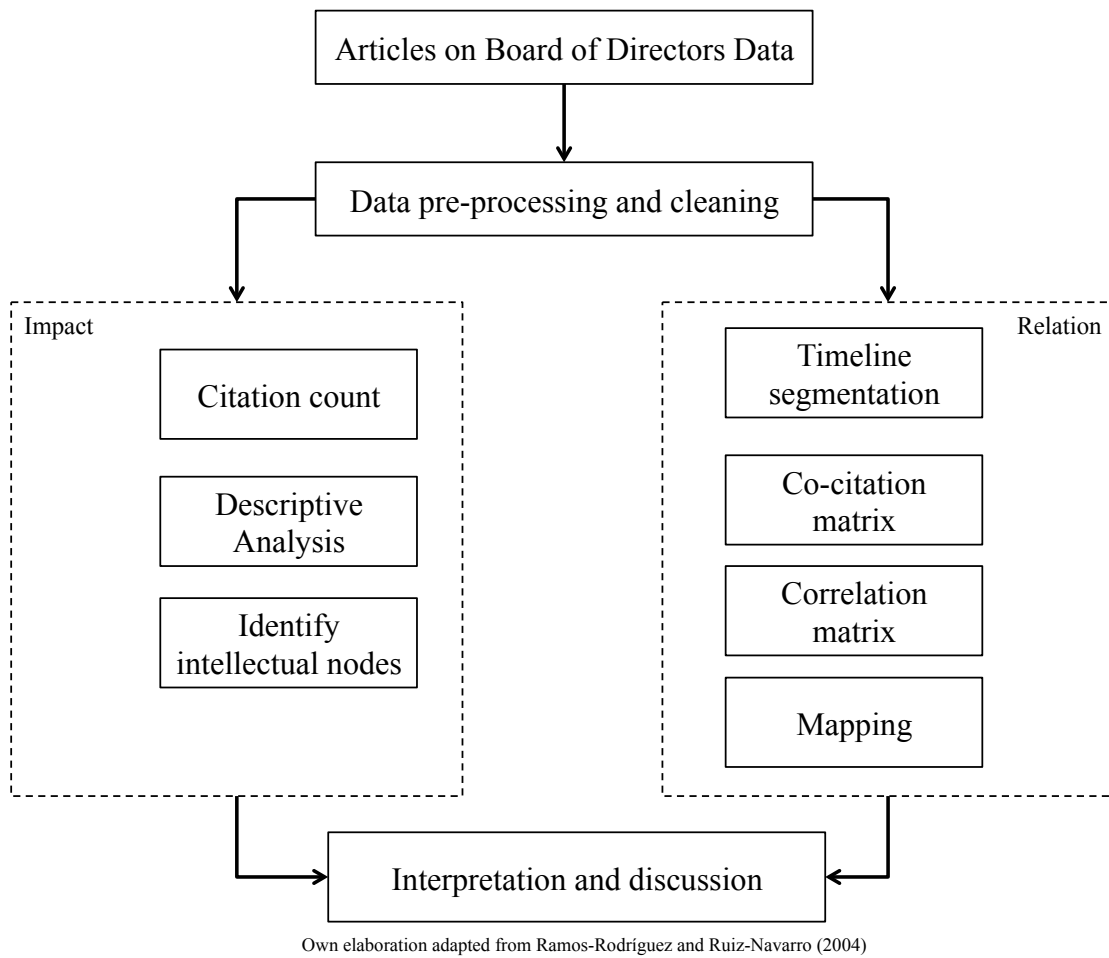 Articles on Board of Directors Data
Data pre-processing and cleaning
Impact
Citation count
Descriptive
Analysis
Identify
intellectual nodes
Relation
Timeline
segmentation
Co-citation
matrix
Correlation
matrix
Mapping
Interpretation and discussion
Own elaboration adapted from Ramos-Rodríguez and Ruiz-Navarro (2004)